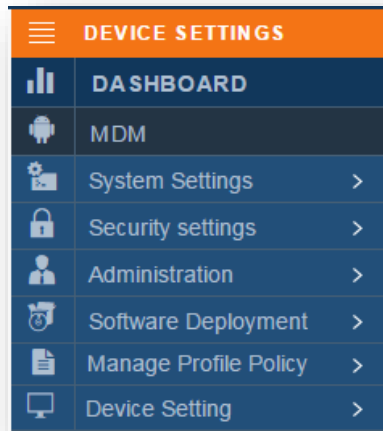 DEVICE SETTINGS
DASHBOARD
MDM
System Settings
Security settings
Administration
Software Deployment
Manage Profile Policy
Device Setting